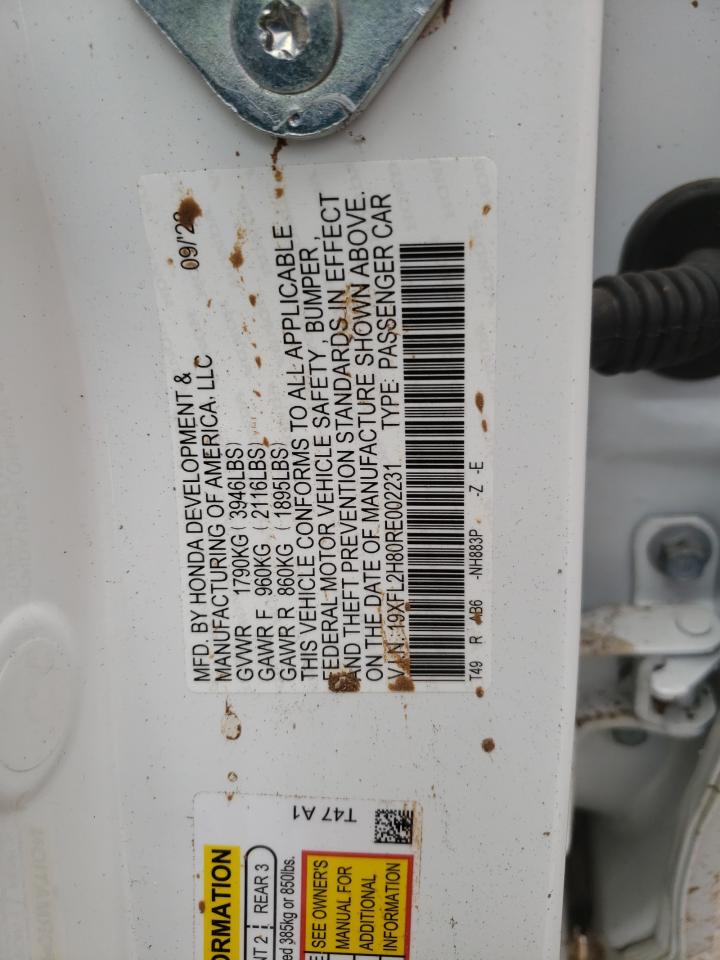 MFD. BY HONDA DEVELOPMENT &
MANUFACTURING OF AMERICA, LLC 09/'23
GVWR 1790KG ( 3946LBS)
GAWR F 960KG ( 2116LBS)
GAWR R 860KG ( 1895LBS)
THIS VEHICLE CONFORMS TO ALL APPLICABLE
FEDERAL MOTOR VEHICLE SAFETY, BUMPER,
AND THEFT PREVENTION STANDARDS IN EFFECT
ON THE DATE OF MANUFACTURE SHOWN ABOVE.
V.I.N. 19XFL2H80RE002231 TYPE: PASSENGER CAR
T49 R AB6 -NH883P -Z -E
T47 A1
REAR 3
385kg or 850lbs.
SEE OWNER'S
MANUAL FOR
ADDITIONAL
INFORMATION